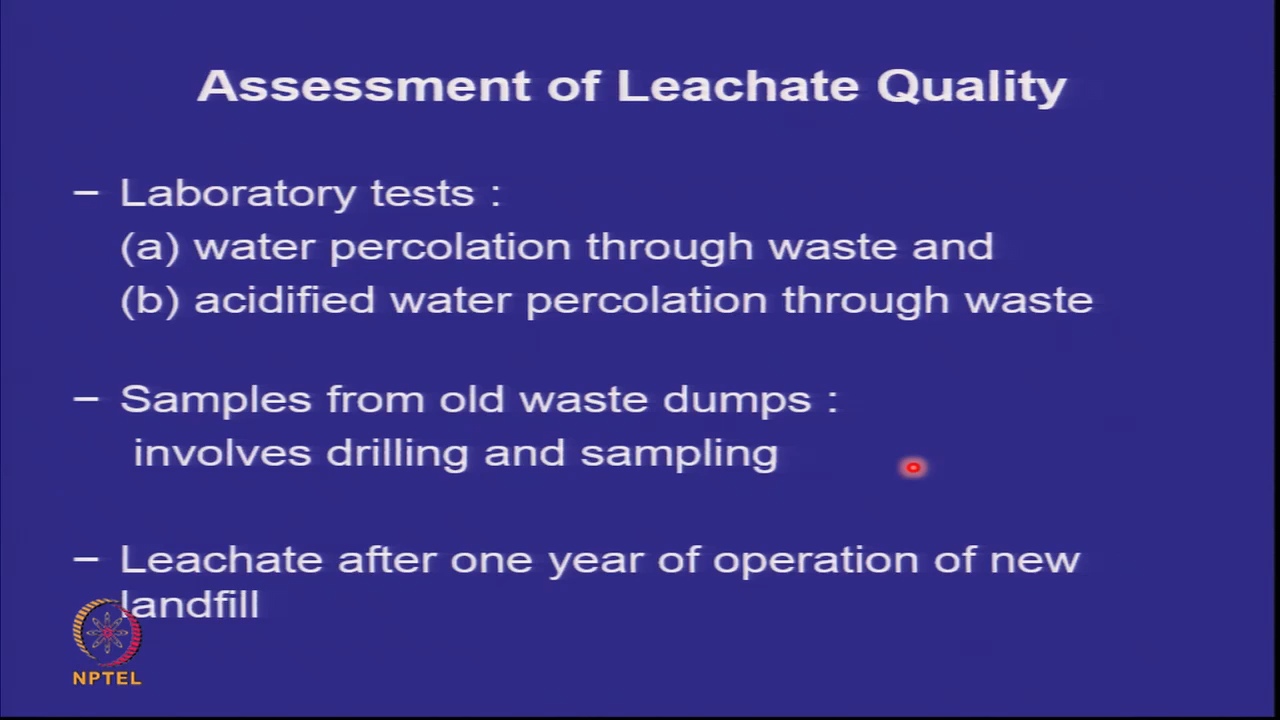 Assessment of Leachate Quality
– Laboratory tests :
(a) water percolation through waste and
(b) acidified water percolation through waste
– Samples from old waste dumps :
involves drilling and sampling
– Leachate after one year of operation of new
landfill
NPTEL